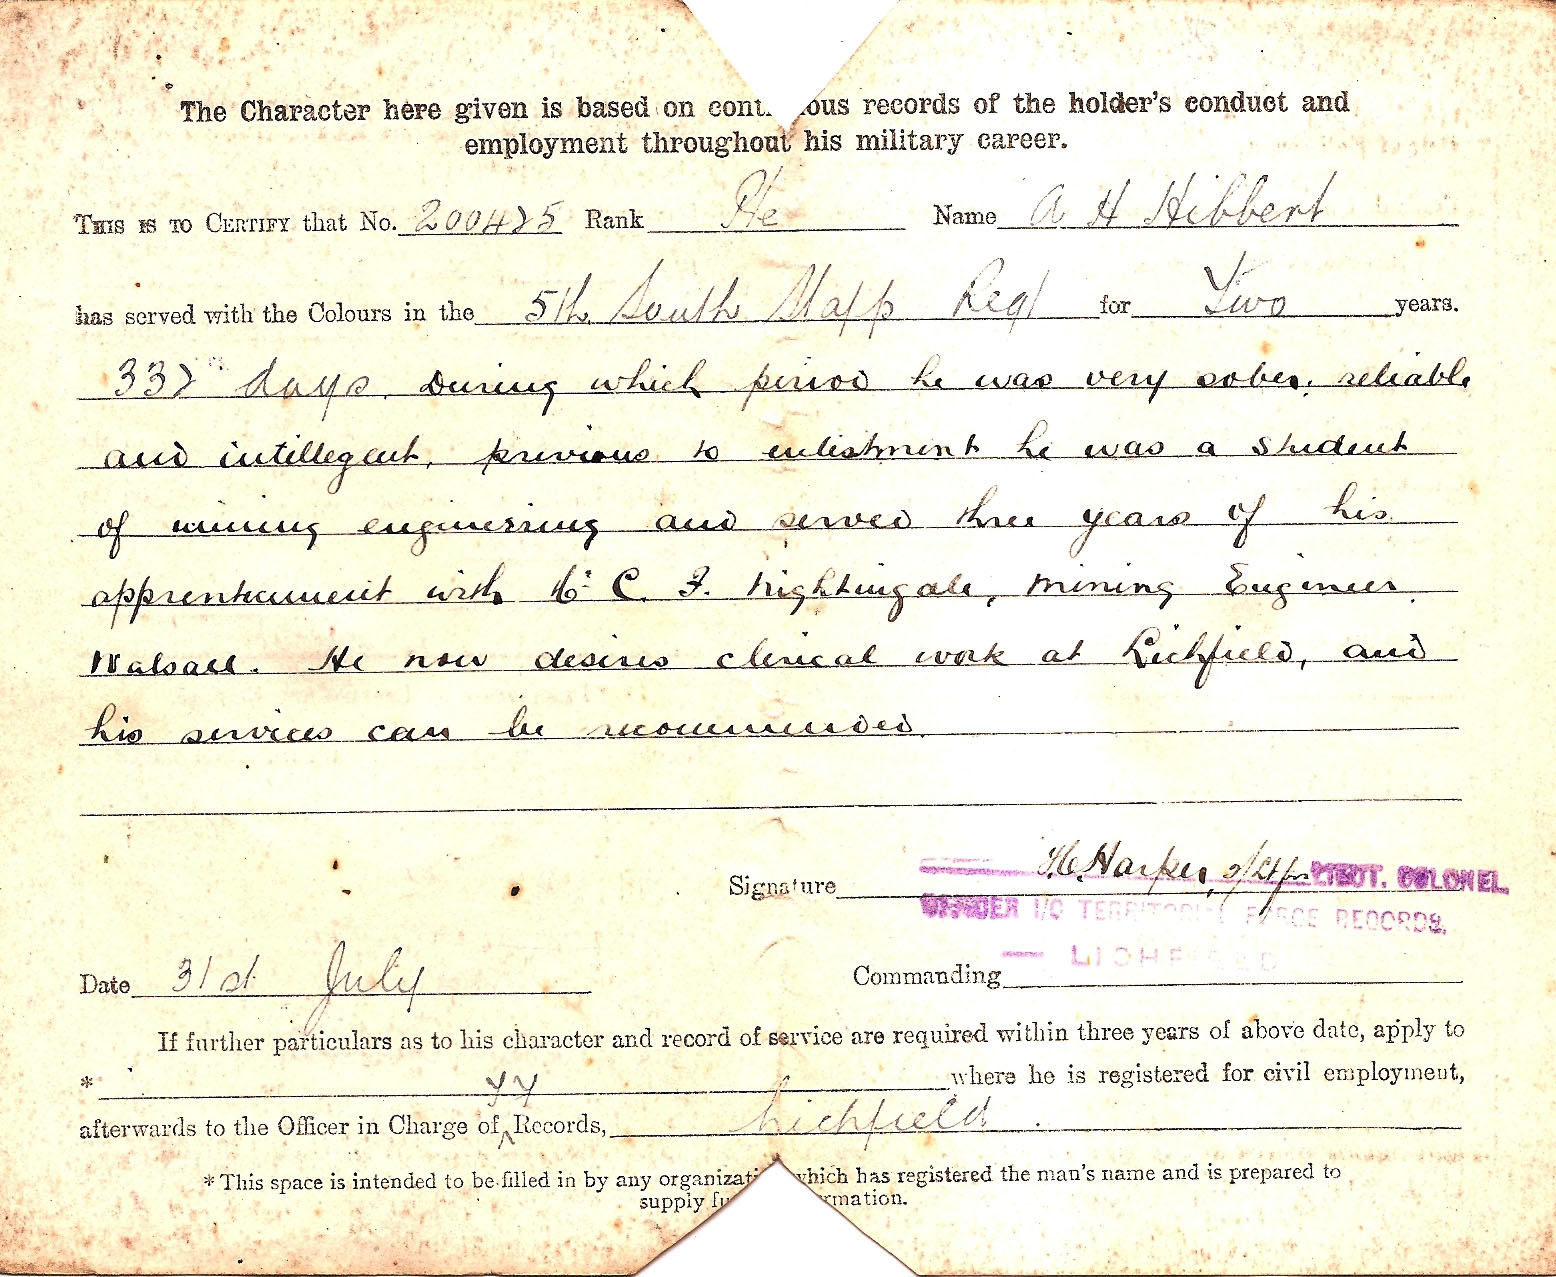 The Character here given is based on cont. ous records of the holder's conduct and
employment throughout his military career.
THIS IS TO CERTIFY that No. 200425 Rank Pte Name A H Hibbert
has served with the Colours in the 5th South Staff Regt for Two years.
332 days. During which period he was very sober, reliable
and intillegent, previous to enlistment he was a student
of mining engineering and served three years of his
apprenticement with C. F. Nightingale, Mining Engineer,
Walsall. He now desires clerical work at Lichfield, and
his services can be recommended.
Signature H.C. Harper, 2/Lt for LIEUT. COLONEL
OFFICER I/C TERRITORIAL FORCE RECORDS.
LICHFIELD
Date 31st July Commanding
If further particulars as to his character and record of service are required within three years of above date, apply to
* where he is registered for civil employment,
afterwards to the Officer in Charge of TF Records, Lichfield.
* This space is intended to be filled in by any organizati which has registered the man's name and is prepared to
supply fu rmation.